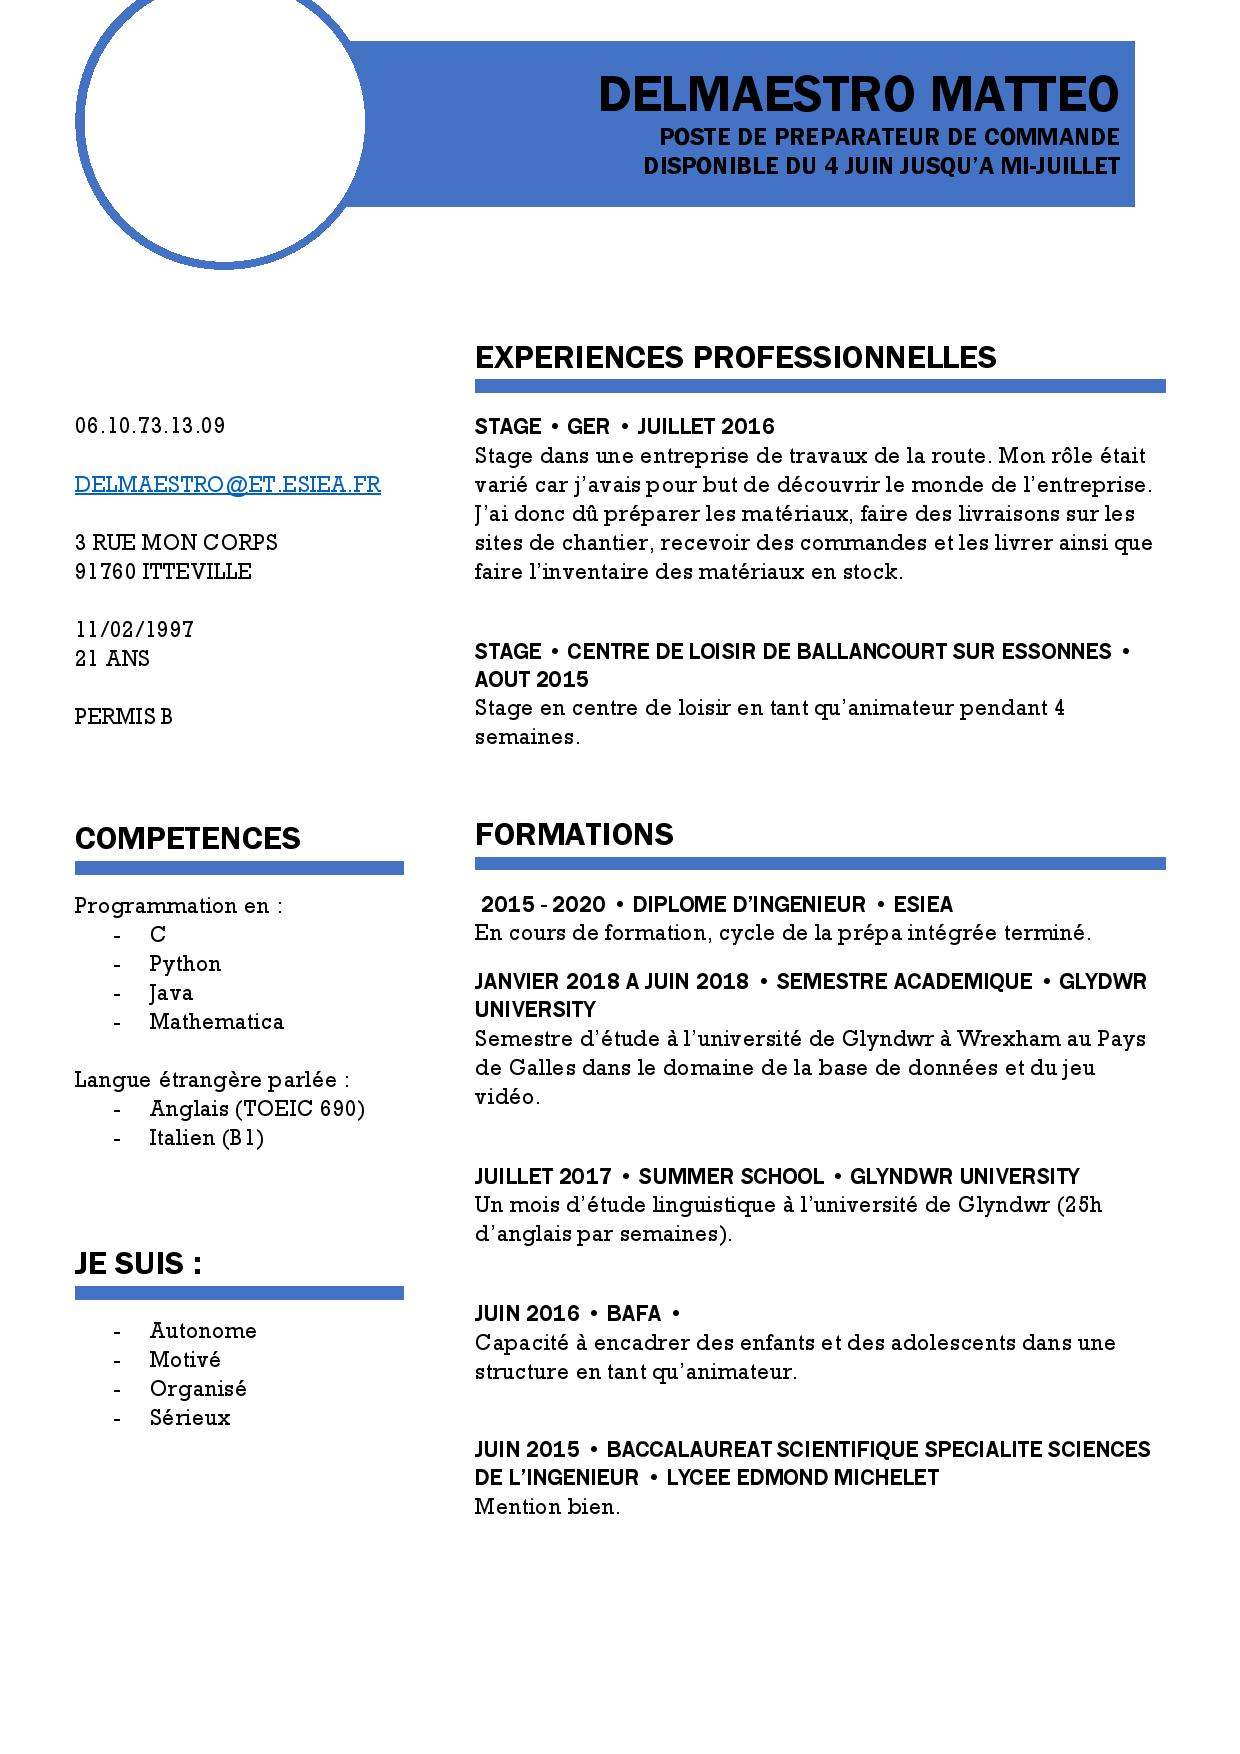 DELMAESTRO MATTEO
POSTE DE PREPARATEUR DE COMMANDE
DISPONIBLE DU 4 JUIN JUSQU'A MI-JUILLET
06.10.73.13.09
DELMAESTRO@ET.ESIEA.FR
3 RUE MON CORPS
91760 ITTEVILLE
11/02/1997
21 ANS
PERMIS B
COMPETENCES
Programmation en :
- C
- Python
- Java
- Mathematica
Langue étrangère parlée :
- Anglais (TOEIC 690)
- Italien (B1)
JE SUIS :
- Autonome
- Motivé
- Organisé
- Sérieux
EXPERIENCES PROFESSIONNELLES
STAGE • GER • JUILLET 2016
Stage dans une entreprise de travaux de la route. Mon rôle était
varié car j'avais pour but de découvrir le monde de l'entreprise.
J'ai donc dû préparer les matériaux, faire des livraisons sur les
sites de chantier, recevoir des commandes et les livrer ainsi que
faire l'inventaire des matériaux en stock.
STAGE • CENTRE DE LOISIR DE BALLANCOURT SUR ESSONNES •
AOUT 2015
Stage en centre de loisir en tant qu'animateur pendant 4
semaines.
FORMATIONS
2015 - 2020 • DIPLOME D'INGENIEUR • ESIEA
En cours de formation, cycle de la prépa intégrée terminé.
JANVIER 2018 A JUIN 2018 • SEMESTRE ACADEMIQUE • GLYDWR
UNIVERSITY
Semestre d'étude à l'université de Glyndwr à Wrexham au Pays
de Galles dans le domaine de la base de données et du jeu
vidéo.
JUILLET 2017 • SUMMER SCHOOL • GLYNDWR UNIVERSITY
Un mois d'étude linguistique à l'université de Glyndwr (25h
d'anglais par semaines).
JUIN 2016 • BAFA •
Capacité à encadrer des enfants et des adolescents dans une
structure en tant qu'animateur.
JUIN 2015 • BACCALAUREAT SCIENTIFIQUE SPECIALITE SCIENCES
DE L'INGENIEUR • LYCEE EDMOND MICHELET
Mention bien.